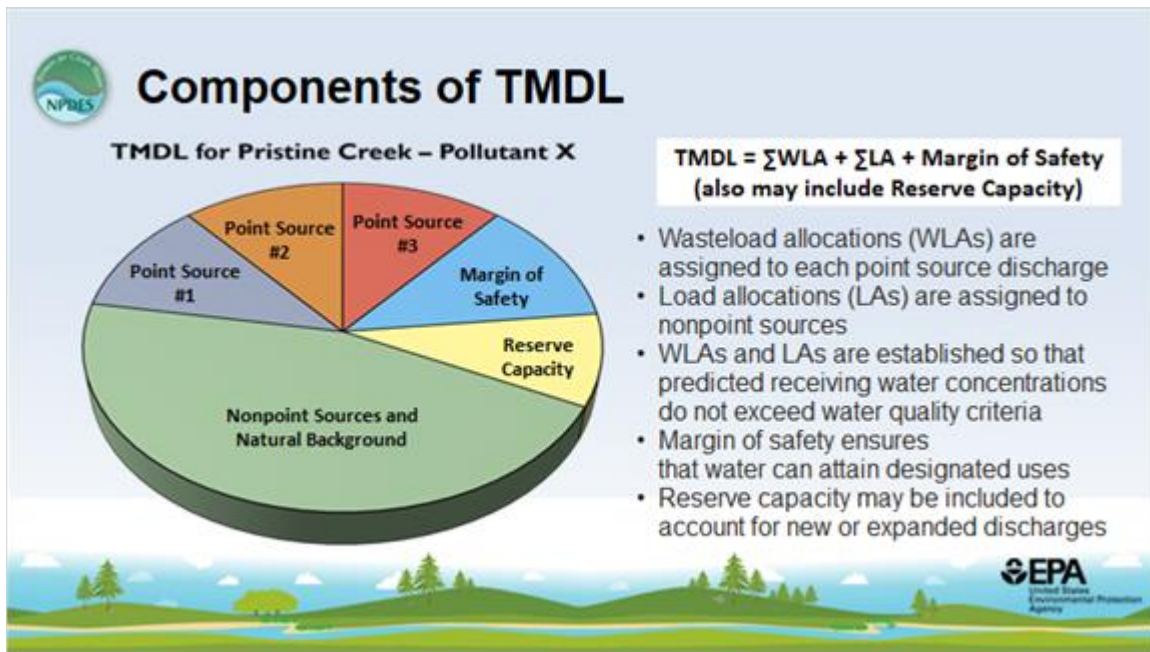 NPDES
Components of TMDL
TMDL for Pristine Creek – Pollutant X
Point Source
#1
Point Source
#2
Point Source
#3
Margin of
Safety
Reserve
Capacity
Nonpoint Sources and
Natural Background
TMDL = ∑WLA + ∑LA + Margin of Safety
(also may include Reserve Capacity)
• Wasteload allocations (WLAs) are
assigned to each point source discharge
• Load allocations (LAs) are assigned to
nonpoint sources
• WLAs and LAs are established so that
predicted receiving water concentrations
do not exceed water quality criteria
• Margin of safety ensures
that water can attain designated uses
• Reserve capacity may be included to
account for new or expanded discharges
EPA
United States
Environmental Protection
Agency